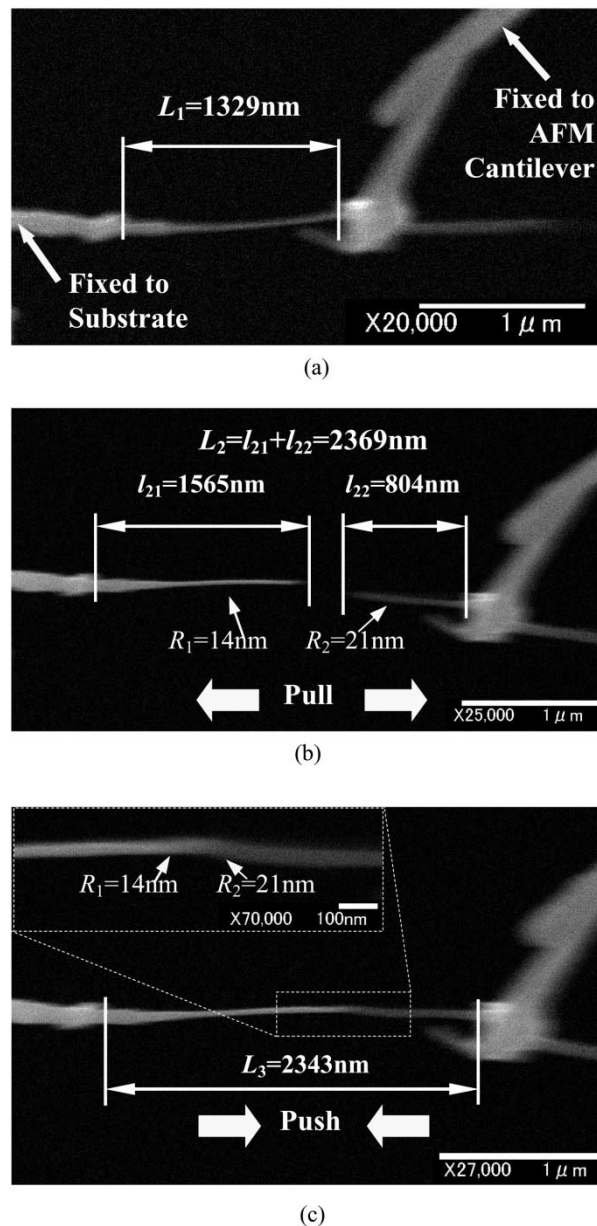 L₁=1329nm
Fixed to
AFM
Cantilever
Fixed to
Substrate
X20,000 1 μm
(a)
L₂=l₂₁+l₂₂=2369nm
l₂₁=1565nm l₂₂=804nm
R₁=14nm R₂=21nm
Pull
X25,000 1 μm
(b)
R₁=14nm R₂=21nm
X70,000 100nm
L₃=2343nm
Push
X27,000 1 μm
(c)